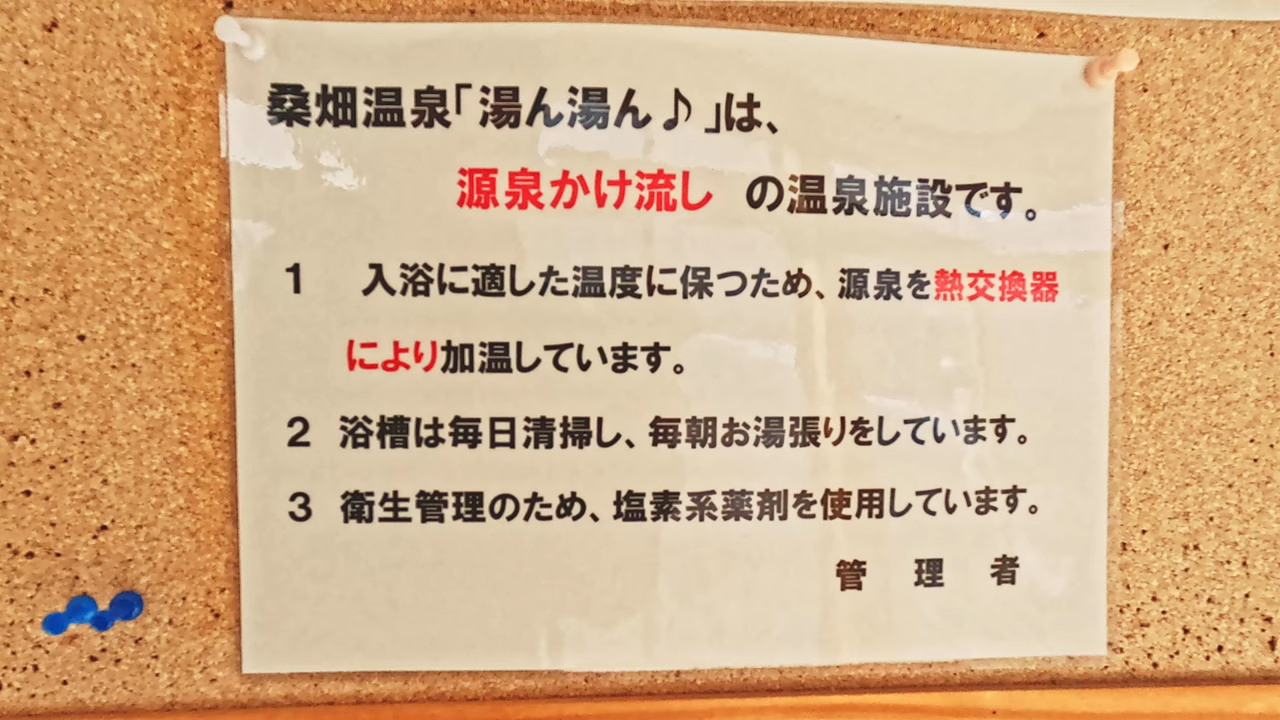 桑畑温泉「湯ん湯ん♪」は、
源泉かけ流し の温泉施設です。
1 入浴に適した温度に保つため、源泉を熱交換器
により加温しています。
2 浴槽は毎日清掃し、毎朝お湯張りをしています。
3 衛生管理のため、塩素系薬剤を使用しています。
管 理 者